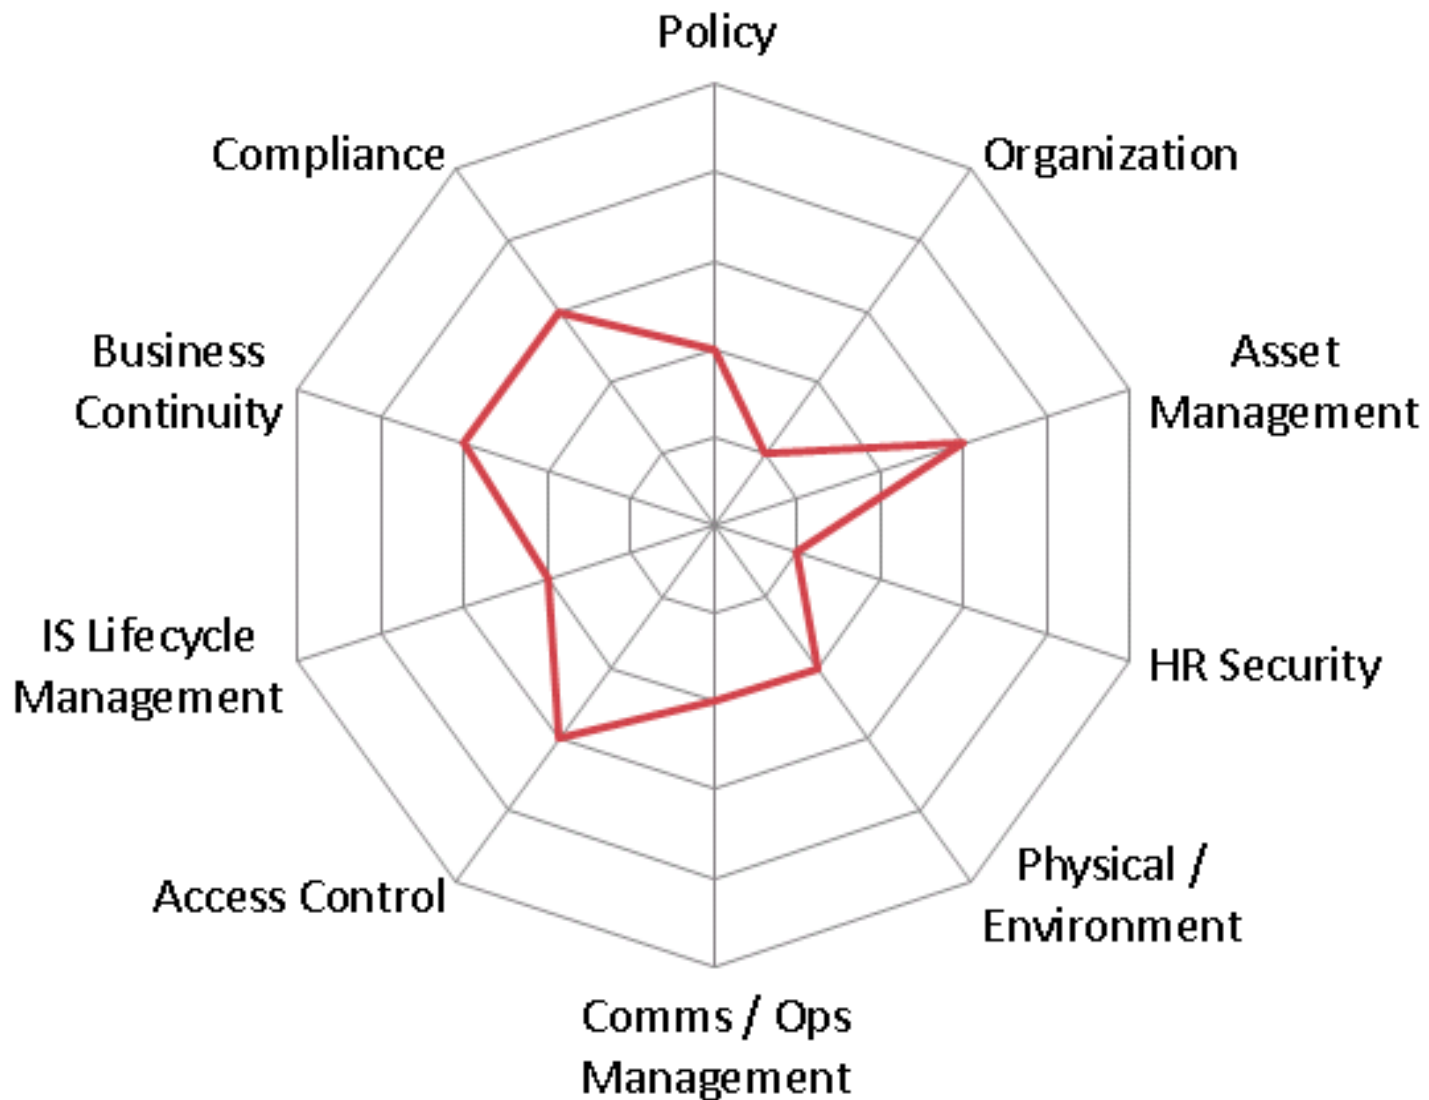 Policy
Organization
Asset
Management
HR Security
Physical /
Environment
Comms / Ops
Management
Access Control
IS Lifecycle
Management
Business
Continuity
Compliance